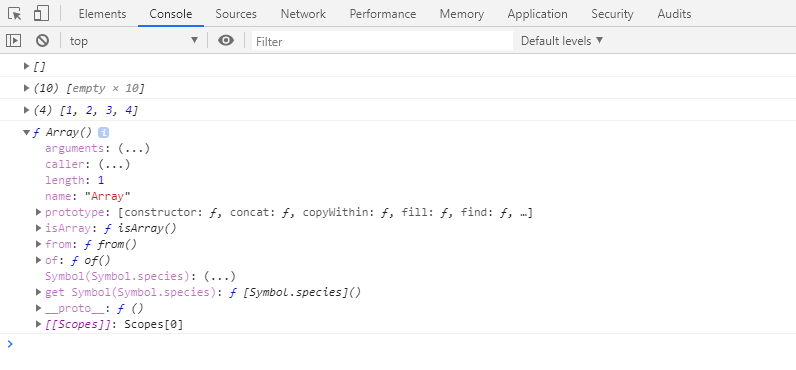 Elements Console Sources Network Performance Memory Application Security Audits
top Filter Default levels
[]
(10) [empty × 10]
(4) [1, 2, 3, 4]
ƒ Array() i
arguments: (...)
caller: (...)
length: 1
name: "Array"
prototype: [constructor: ƒ, concat: ƒ, copyWithin: ƒ, fill: ƒ, find: ƒ, …]
isArray: ƒ isArray()
from: ƒ from()
of: ƒ of()
Symbol(Symbol.species): (...)
get Symbol(Symbol.species): ƒ [Symbol.species]()
__proto__: ƒ ()
[[Scopes]]: Scopes[0]